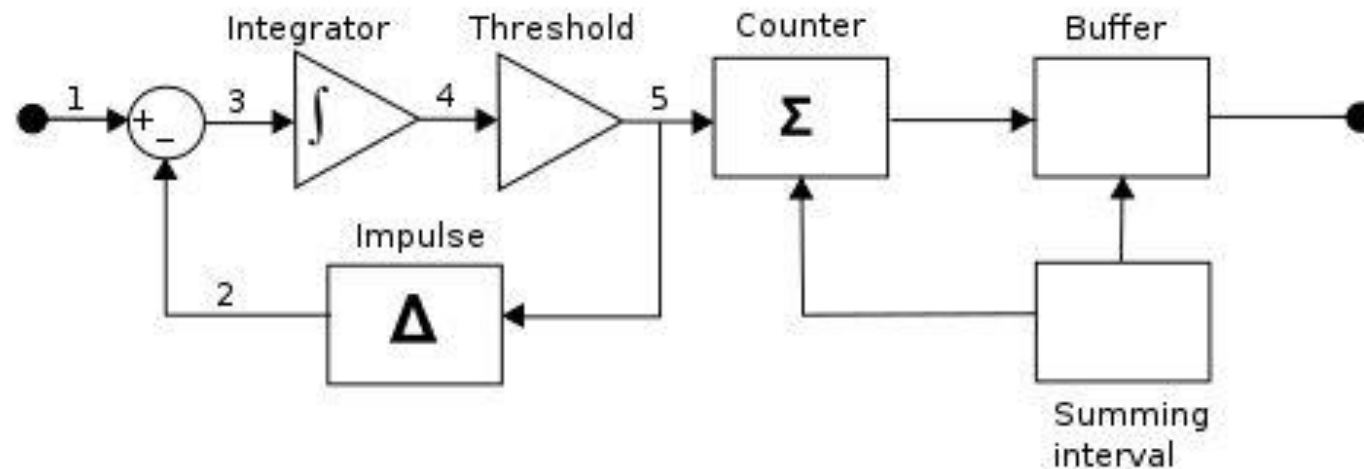 Integrator
Threshold
Counter
Buffer
1
+
−
3
∫
4
5
Σ
Impulse
2
Δ
Summing
interval